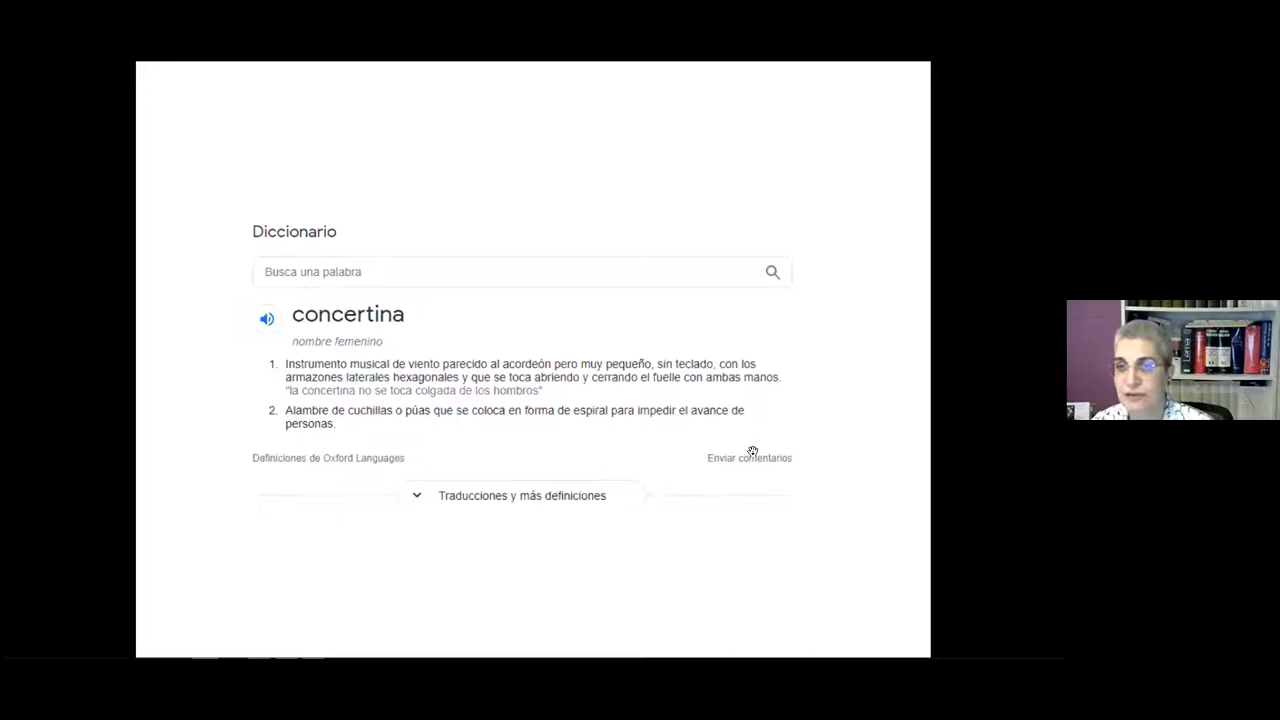 Diccionario
Busca una palabra
concertina
nombre femenino
1. Instrumento musical de viento parecido al acordeón pero muy pequeño, sin teclado, con los
armazones laterales hexagonales y que se toca abriendo y cerrando el fuelle con ambas manos.
"la concertina no se toca colgada de los hombros"
2. Alambre de cuchillas o púas que se coloca en forma de espiral para impedir el avance de
personas.
Definiciones de Oxford Languages
Enviar comentarios
Traducciones y más definiciones